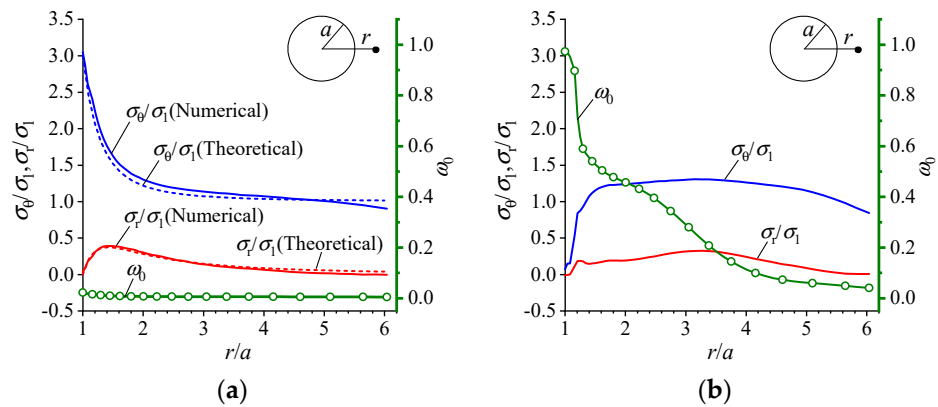 3.5
3.0
2.5
2.0
1.5
1.0
0.5
0.0
-0.5
σθ/σ1, σr/σ1
1 2 3 4 5 6
r/a
1.0
0.8
0.6
0.4
0.2
0.0
ω0
a
r
σθ/σ1(Numerical)
σθ/σ1(Theoretical)
σr/σ1(Numerical)
σr/σ1(Theoretical)
ω0
(a)
3.5
3.0
2.5
2.0
1.5
1.0
0.5
0.0
-0.5
σθ/σ1, σr/σ1
1 2 3 4 5 6
r/a
1.0
0.8
0.6
0.4
0.2
0.0
ω0
a
r
ω0
σθ/σ1
σr/σ1
(b)